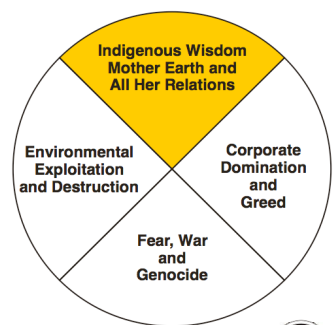 Indigenous Wisdom
Mother Earth and
All Her Relations
Environmental
Exploitation
and Destruction
Corporate
Domination
and
Greed
Fear, War
and
Genocide